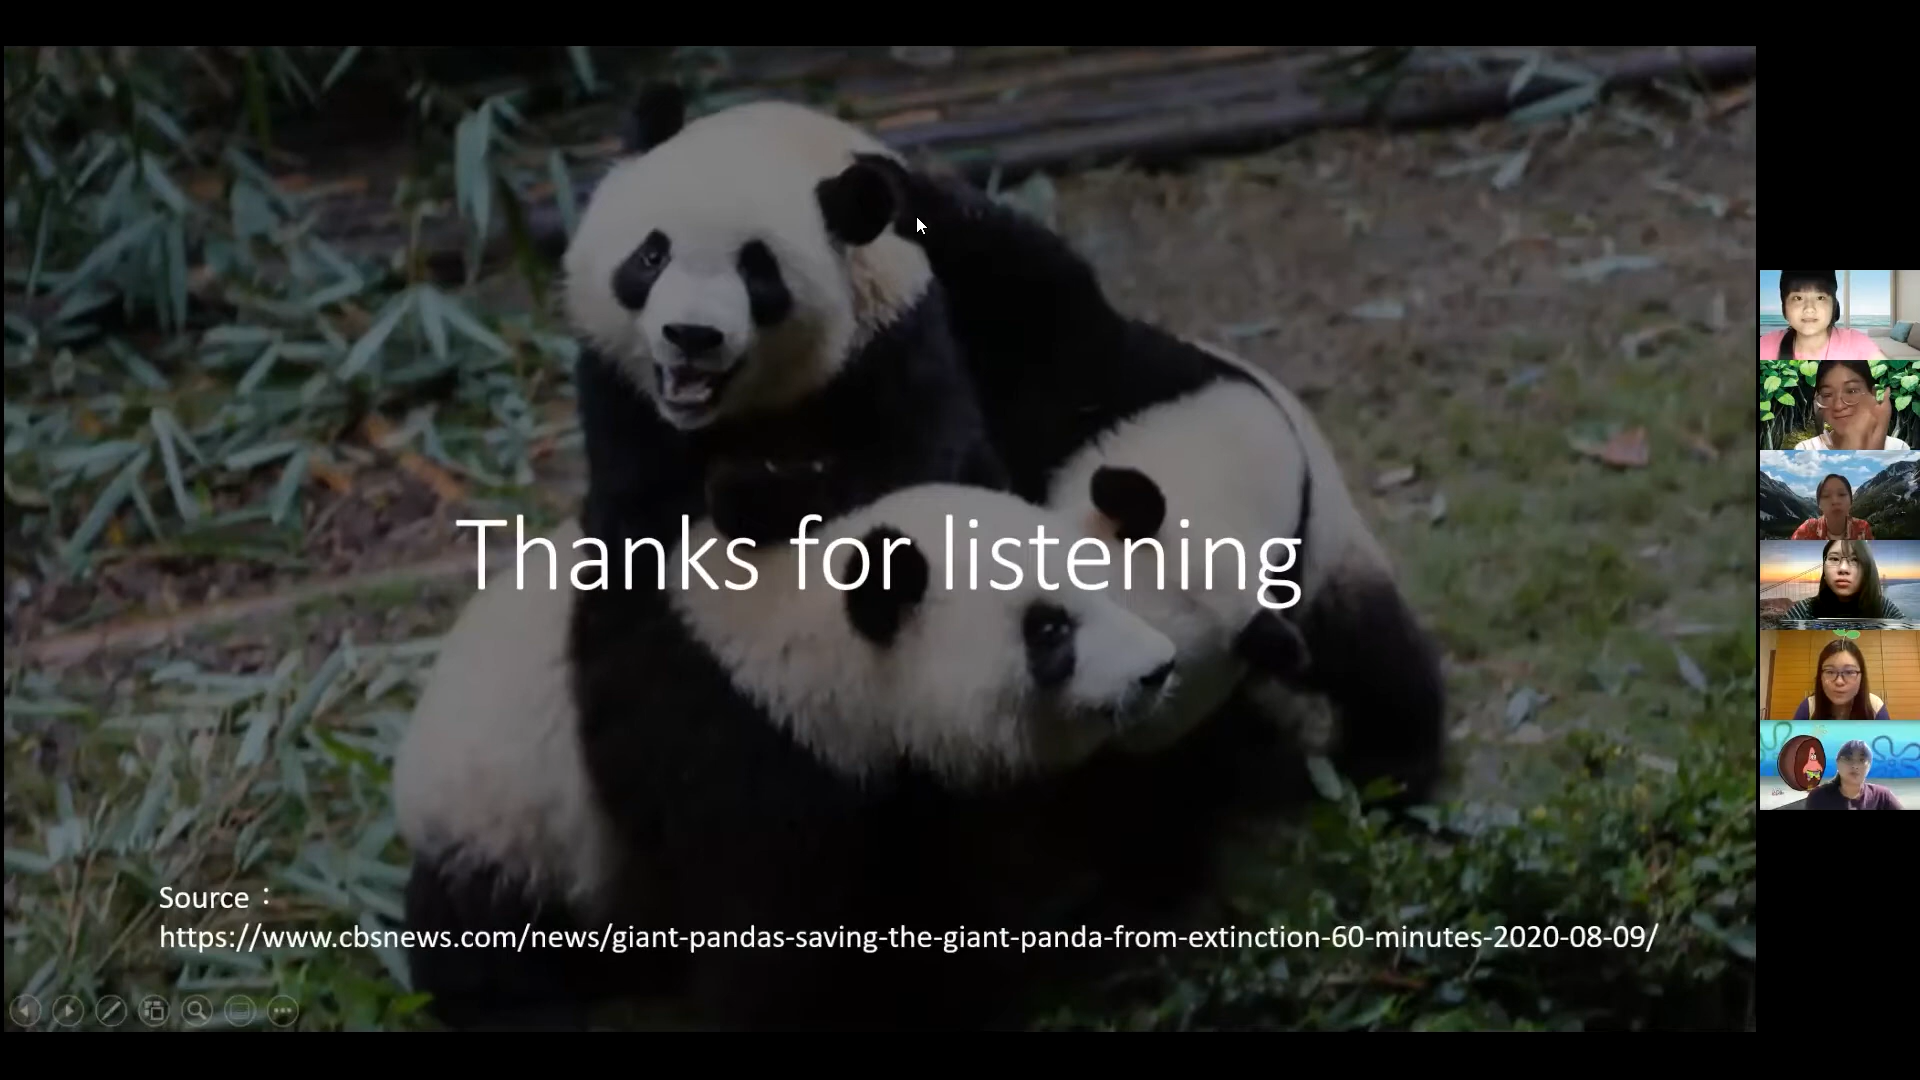 Thanks for listening
Source：
https://www.cbsnews.com/news/giant-pandas-saving-the-giant-panda-from-extinction-60-minutes-2020-08-09/